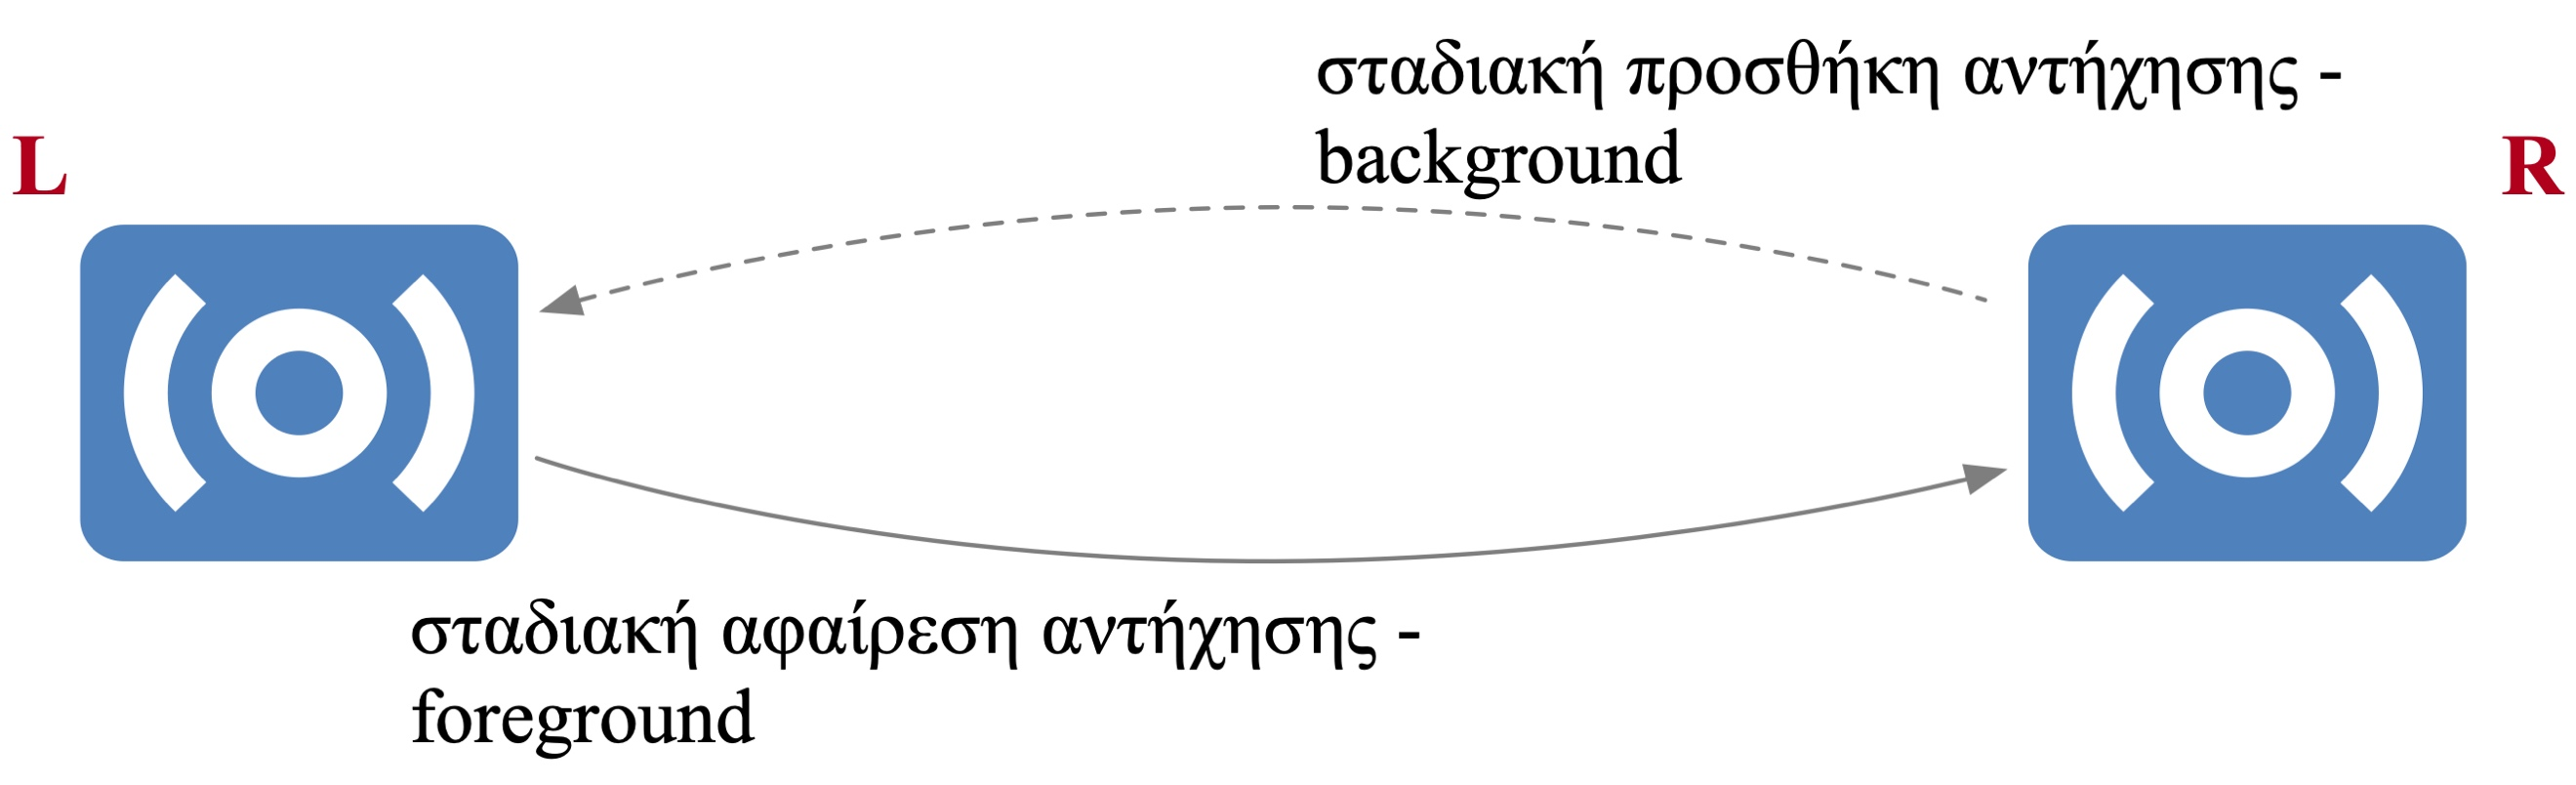 σταδιακή προσθήκη αντήχησης -
background
L
R
σταδιακή αφαίρεση αντήχησης -
foreground